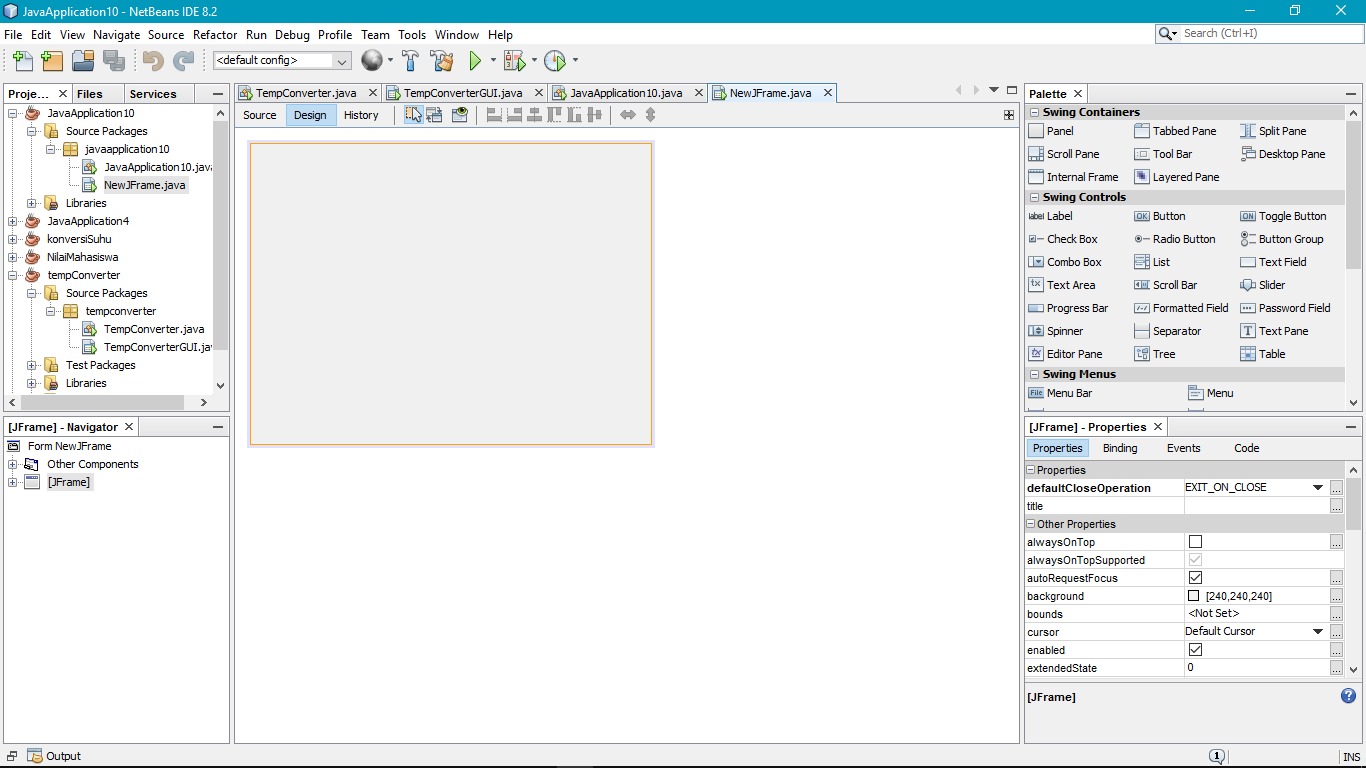 JavaApplication10 - NetBeans IDE 8.2
File Edit View Navigate Source Refactor Run Debug Profile Team Tools Window Help
Search (Ctrl+I)
<default config>
Proje... Files Services
JavaApplication10
Source Packages
javaapplication10
JavaApplication10.java
NewJFrame.java
Libraries
JavaApplication4
konversiSuhu
NilaiMahasiswa
tempConverter
Source Packages
tempconverter
TempConverter.java
TempConverterGUI.jav
Test Packages
Libraries
[JFrame] - Navigator
Form NewJFrame
Other Components
[JFrame]
TempConverter.java TempConverterGUI.java JavaApplication10.java NewJFrame.java
Source Design History
Palette
Swing Containers
Panel Tabbed Pane Split Pane
Scroll Pane Tool Bar Desktop Pane
Internal Frame Layered Pane
Swing Controls
label Label OK Button ON Toggle Button
Check Box Radio Button Button Group
Combo Box List Text Field
Text Area Scroll Bar Slider
Progress Bar Formatted Field Password Field
Spinner Separator T Text Pane
Editor Pane Tree Table
Swing Menus
File Menu Bar Menu
[JFrame] - Properties
Properties Binding Events Code
Properties
defaultCloseOperation EXIT_ON_CLOSE ...
title ...
Other Properties
alwaysOnTop ...
alwaysOnTopSupported
autoRequestFocus ...
background [240,240,240] ...
bounds <Not Set> ...
cursor Default Cursor ...
enabled ...
extendedState 0 ...
[JFrame]
Output
1
INS